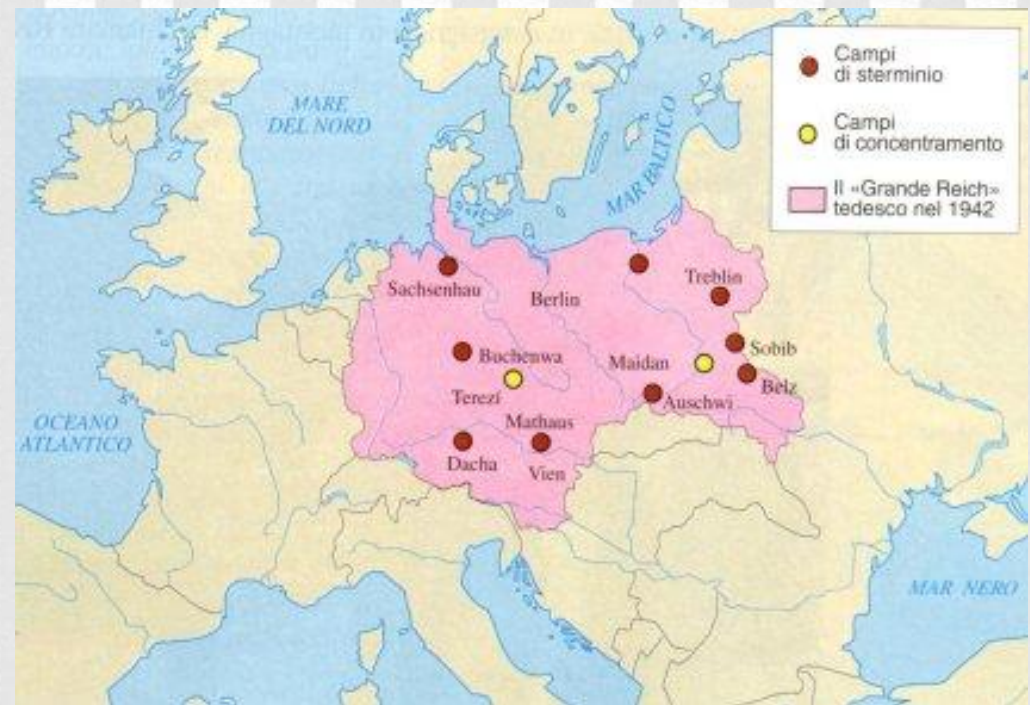 Campi
di sterminio
Campi
di concentramento
Il «Grande Reich»
tedesco nel 1942
MARE
DEL NORD
MAR BALTICO
Sachsenhau
Berlin
Treblin
Buchenwa
Maidan
Sobib
Terezí
Auschwi
Belz
OCEANO
ATLANTICO
Mathaus
Dacha
Vien
MAR NERO